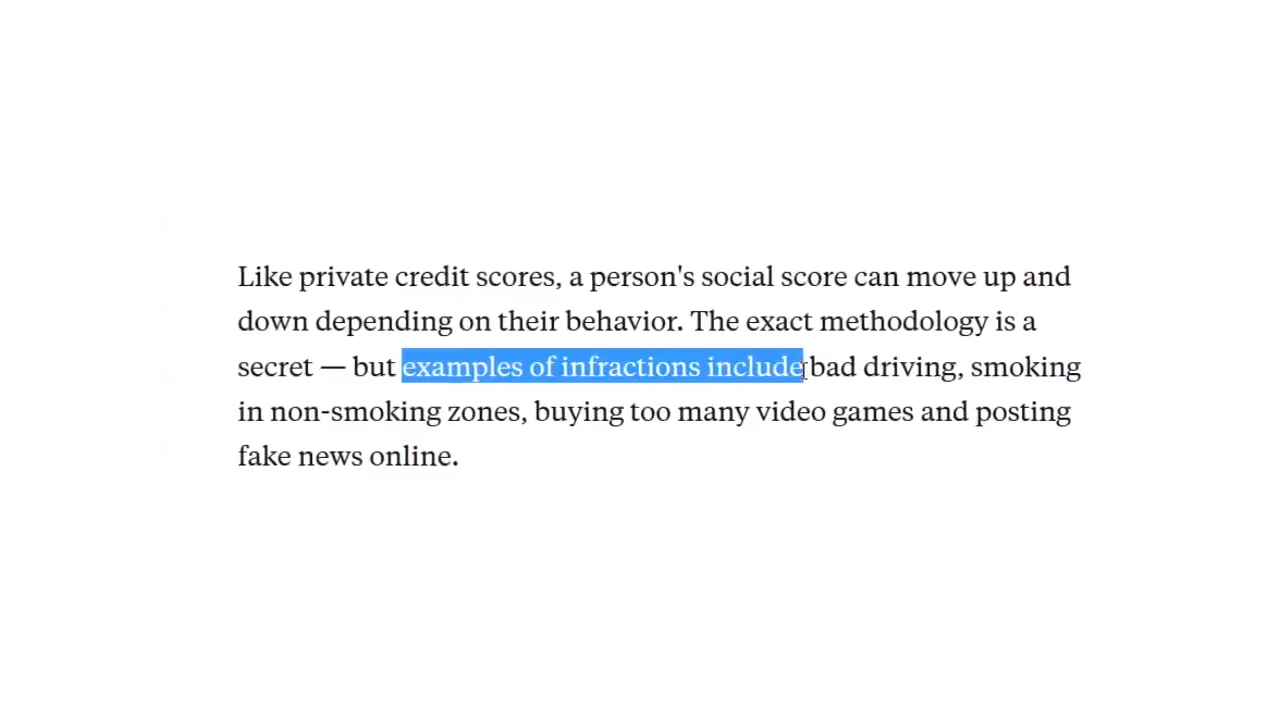 Like private credit scores, a person's social score can move up and
down depending on their behavior. The exact methodology is a
secret — but examples of infractions include bad driving, smoking
in non-smoking zones, buying too many video games and posting
fake news online.